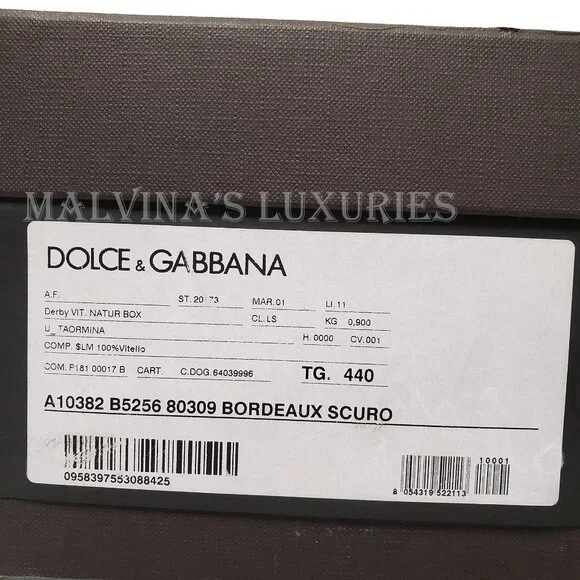 MALVINA'S LUXURIES
DOLCE & GABBANA
A.F. ST. 20 73 MAR.01 LI.11
Derby VIT. NATUR BOX CL.LS KG 0,900
U_ TAORMINA H.0000 CV.001
COMP. $LM 100%Vitello
COM. P181 00017 B CART. C.DOG.64039996 TG. 440
A10382 B5256 80309 BORDEAUX SCURO
10001
0958397553088425
8 054319 522113